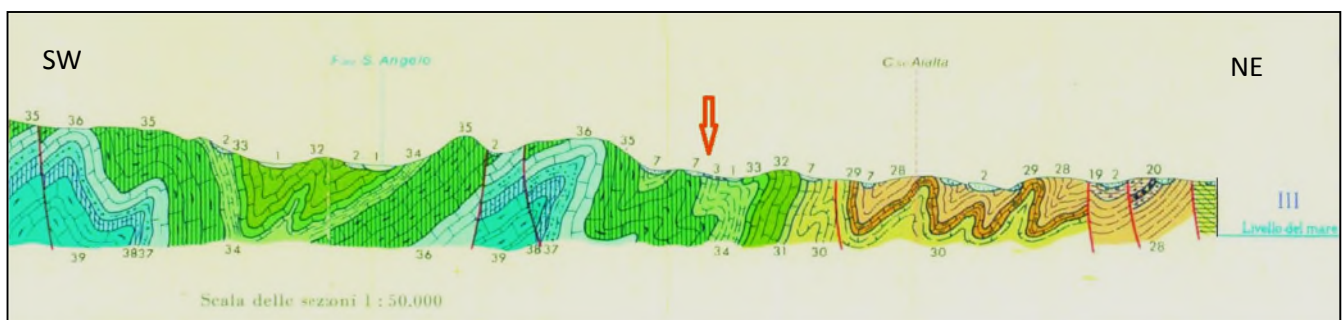 SW
NE
F.sso S. Angelo
C.se Aialta
35 36 35 2 33 1 32 2 1 34 35 2 36 35 7 7 3 1 33 32 7 29 7 28 2 29 28 19 2 20
III
Livello del mare
39 38 37 34 36 39 38 37 34 31 30 30 28
Scala delle sezioni 1 : 50.000